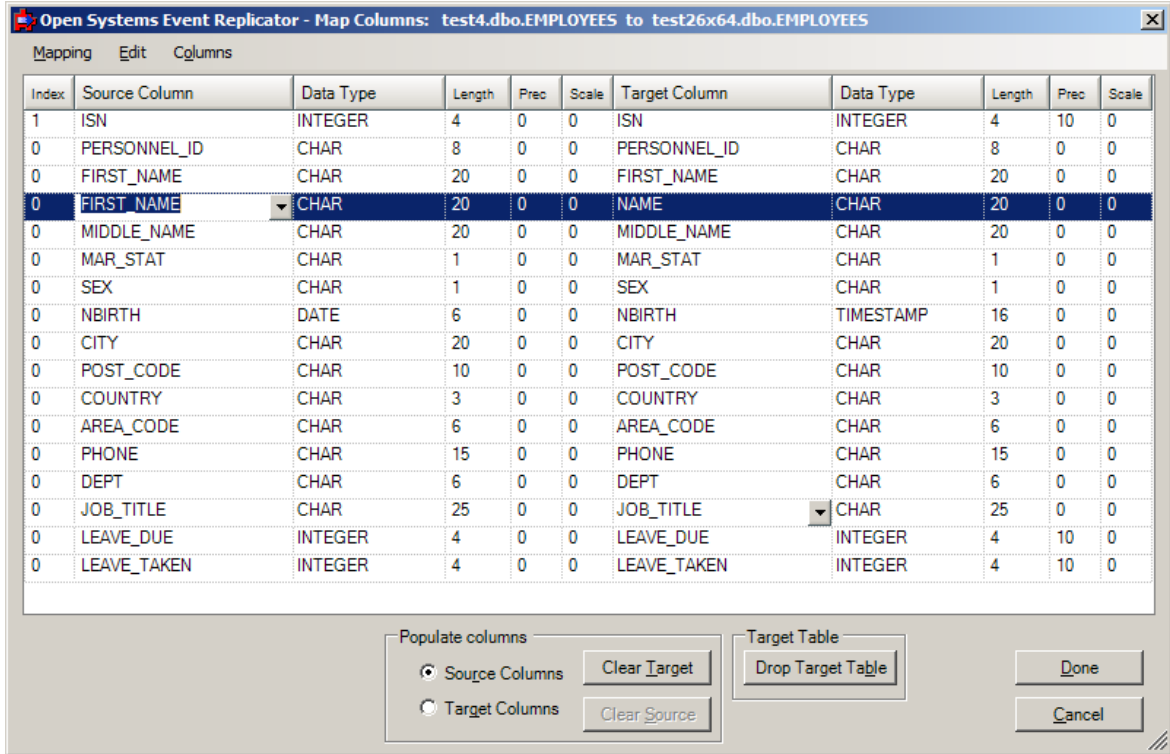 Open Systems Event Replicator - Map Columns: test4.dbo.EMPLOYEES to test26x64.dbo.EMPLOYEES
Mapping Edit Columns
Index Source Column Data Type Length Prec Scale Target Column Data Type Length Prec Scale
1 ISN INTEGER 4 0 0 ISN INTEGER 4 10 0
0 PERSONNEL_ID CHAR 8 0 0 PERSONNEL_ID CHAR 8 0 0
0 FIRST_NAME CHAR 20 0 0 FIRST_NAME CHAR 20 0 0
0 FIRST_NAME CHAR 20 0 0 NAME CHAR 20 0 0
0 MIDDLE_NAME CHAR 20 0 0 MIDDLE_NAME CHAR 20 0 0
0 MAR_STAT CHAR 1 0 0 MAR_STAT CHAR 1 0 0
0 SEX CHAR 1 0 0 SEX CHAR 1 0 0
0 NBIRTH DATE 6 0 0 NBIRTH TIMESTAMP 16 0 0
0 CITY CHAR 20 0 0 CITY CHAR 20 0 0
0 POST_CODE CHAR 10 0 0 POST_CODE CHAR 10 0 0
0 COUNTRY CHAR 3 0 0 COUNTRY CHAR 3 0 0
0 AREA_CODE CHAR 6 0 0 AREA_CODE CHAR 6 0 0
0 PHONE CHAR 15 0 0 PHONE CHAR 15 0 0
0 DEPT CHAR 6 0 0 DEPT CHAR 6 0 0
0 JOB_TITLE CHAR 25 0 0 JOB_TITLE CHAR 25 0 0
0 LEAVE_DUE INTEGER 4 0 0 LEAVE_DUE INTEGER 4 10 0
0 LEAVE_TAKEN INTEGER 4 0 0 LEAVE_TAKEN INTEGER 4 10 0
Populate columns
Source Columns
Clear Target
Target Columns
Clear Source
Target Table
Drop Target Table
Done
Cancel